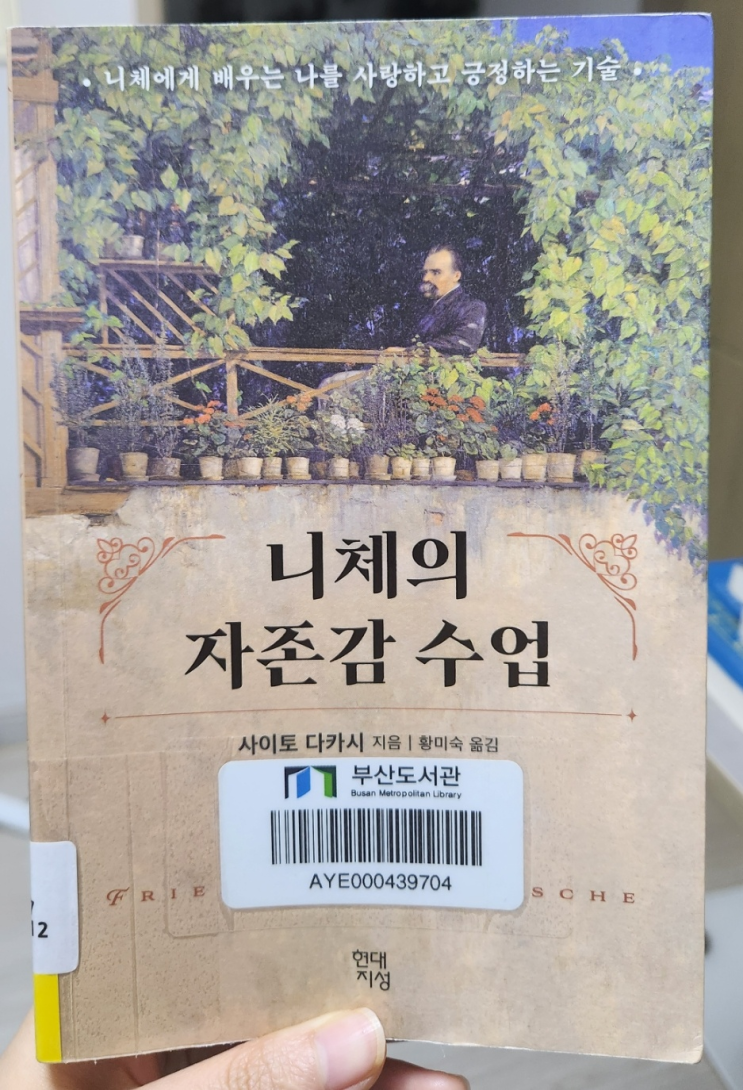 • 니체에게 배우는 나를 사랑하고 긍정하는 기술 •
니체의
자존감 수업
사이토 다카시 지음 | 황미숙 옮김
부산도서관
Busan Metropolitan Library
AYE000439704
FRIE SCHE
12
현대
지성